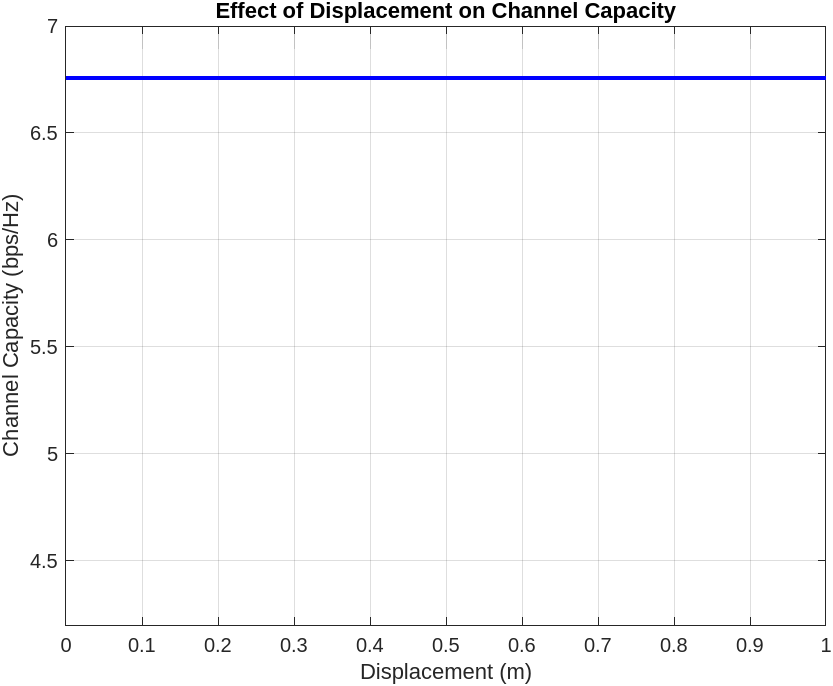 Effect of Displacement on Channel Capacity
7
6.5
6
5.5
5
4.5
Channel Capacity (bps/Hz)
0 0.1 0.2 0.3 0.4 0.5 0.6 0.7 0.8 0.9 1
Displacement (m)